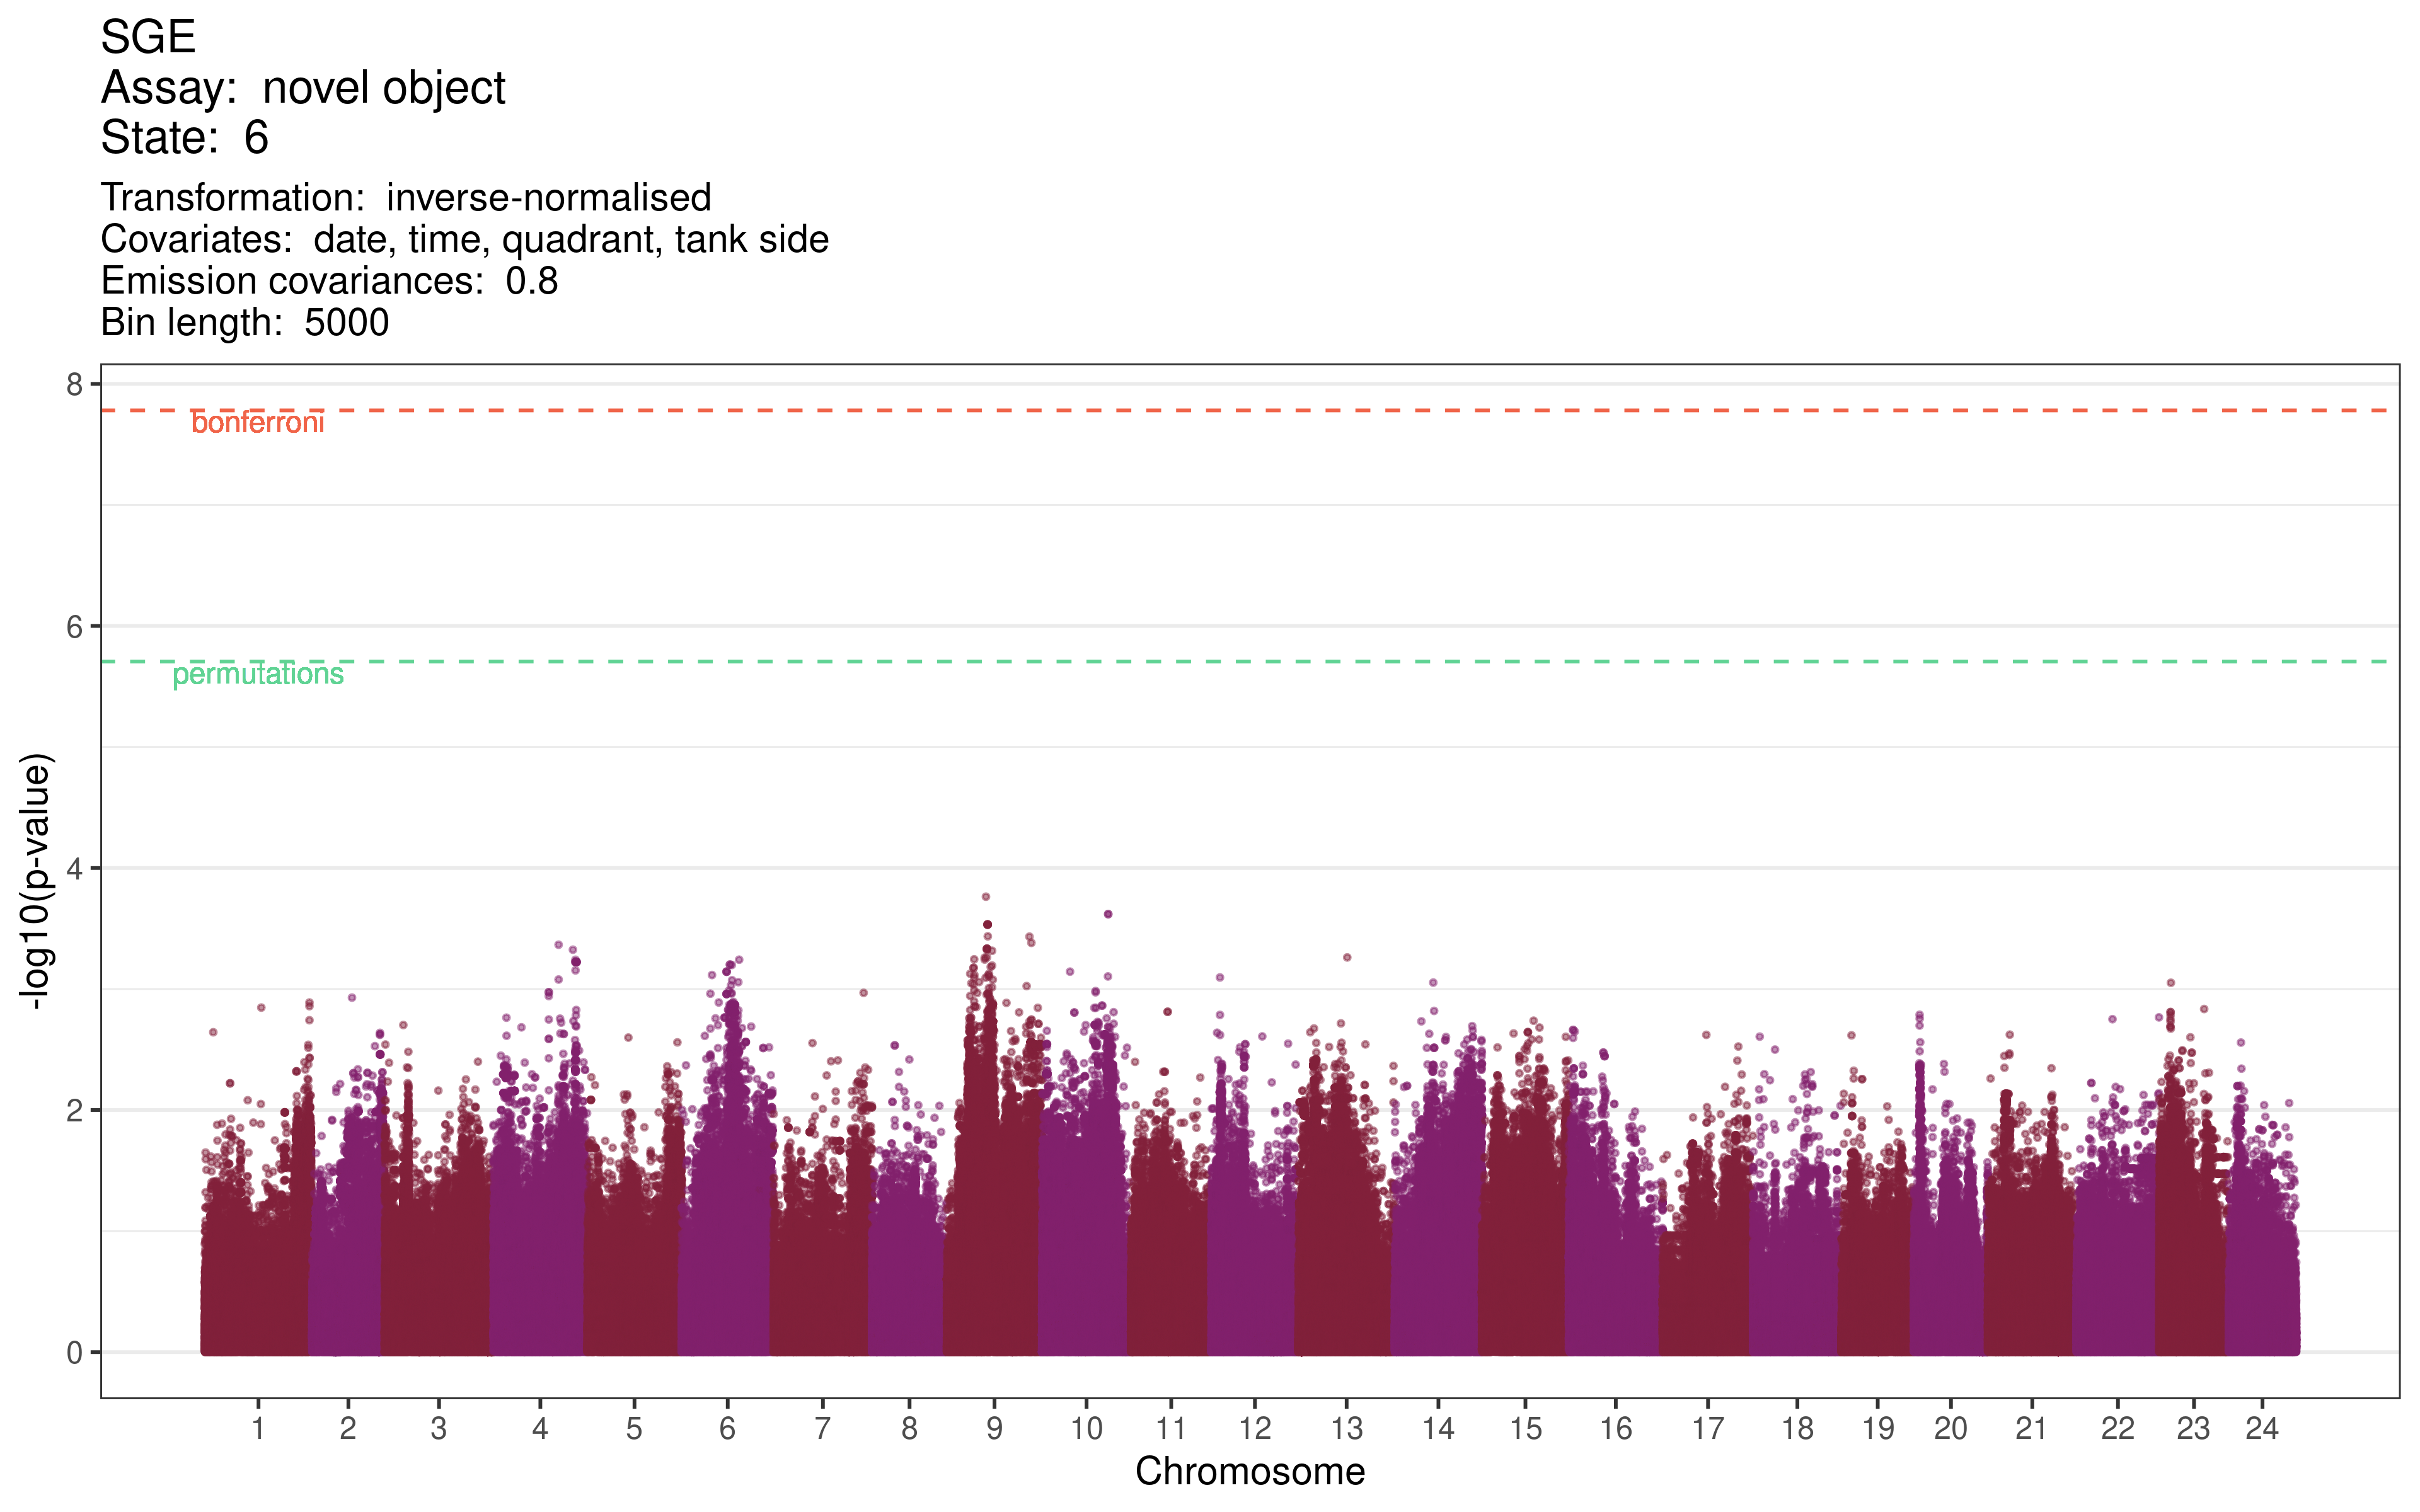 SGE
Assay:  novel object
State:  6
Transformation:  inverse-normalised
Covariates:  date, time, quadrant, tank side
Emission covariances:  0.8
Bin length:  5000
8
bonferroni
6
permutations
4
2
0
-log10(p-value)
1 2 3 4 5 6 7 8 9 10 11 12 13 14 15 16 17 18 19 20 21 22 23 24
Chromosome